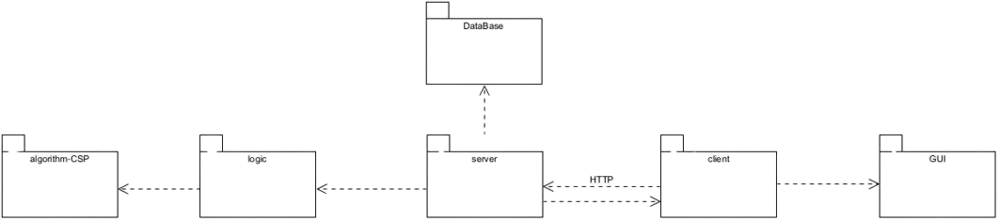 DataBase
algorithm-CSP
logic
server
HTTP
client
GUI